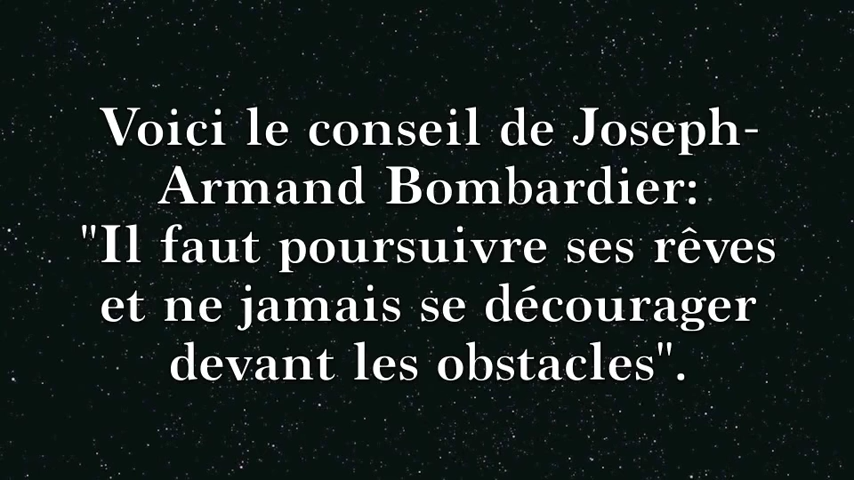 Voici le conseil de Joseph-
Armand Bombardier:
"Il faut poursuivre ses rêves
et ne jamais se décourager
devant les obstacles".